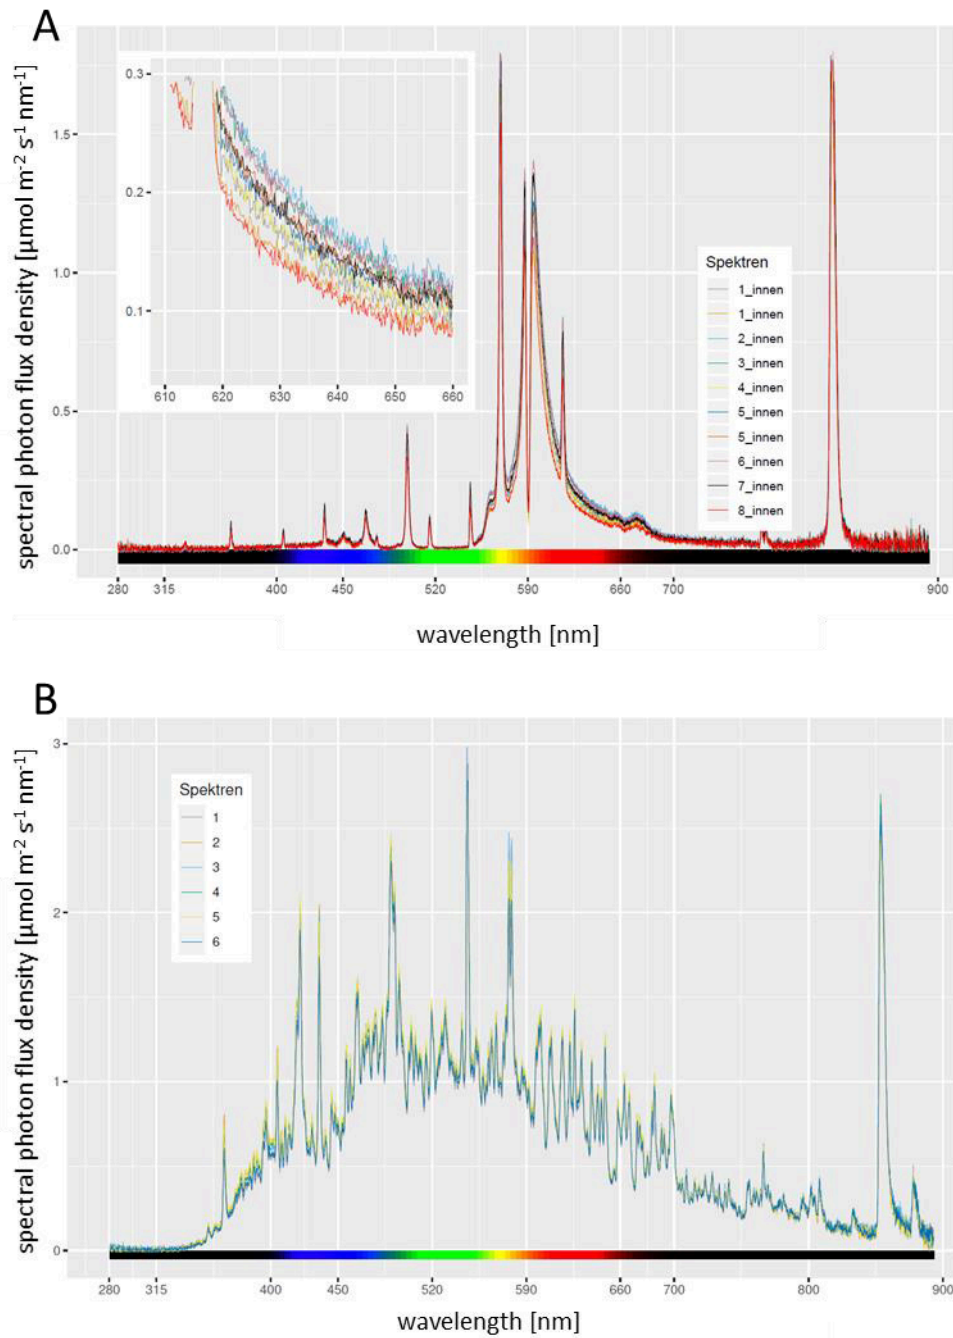 A
spectral photon flux density [µmol m⁻² s⁻¹ nm⁻¹]
0.0
0.5
1.0
1.5
0.3
0.2
0.1
610 620 630 640 650 660
Spektren
1_innen
1_innen
2_innen
3_innen
4_innen
5_innen
5_innen
6_innen
7_innen
8_innen
280 315 400 450 520 590 660 700 900
wavelength [nm]
B
spectral photon flux density [µmol m⁻² s⁻¹ nm⁻¹]
3
2
1
0
Spektren
1
2
3
4
5
6
280 315 400 450 520 590 660 700 800 900
wavelength [nm]